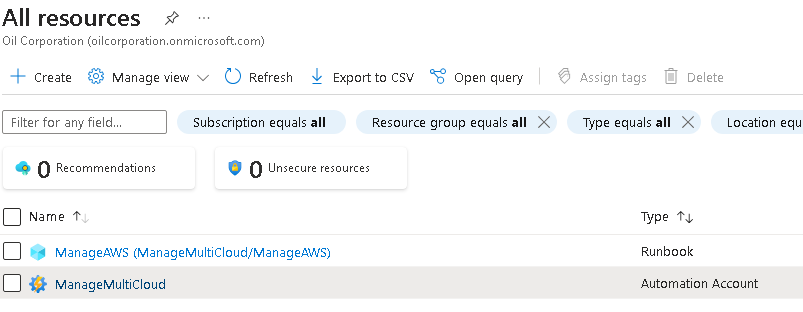 All resources
Oil Corporation (oilcorporation.onmicrosoft.com)
Create Manage view Refresh Export to CSV Open query Assign tags Delete
Filter for any field... Subscription equals all Resource group equals all Type equals all Location equ
0 Recommendations 0 Unsecure resources
Name Type
ManageAWS (ManageMultiCloud/ManageAWS) Runbook
ManageMultiCloud Automation Account